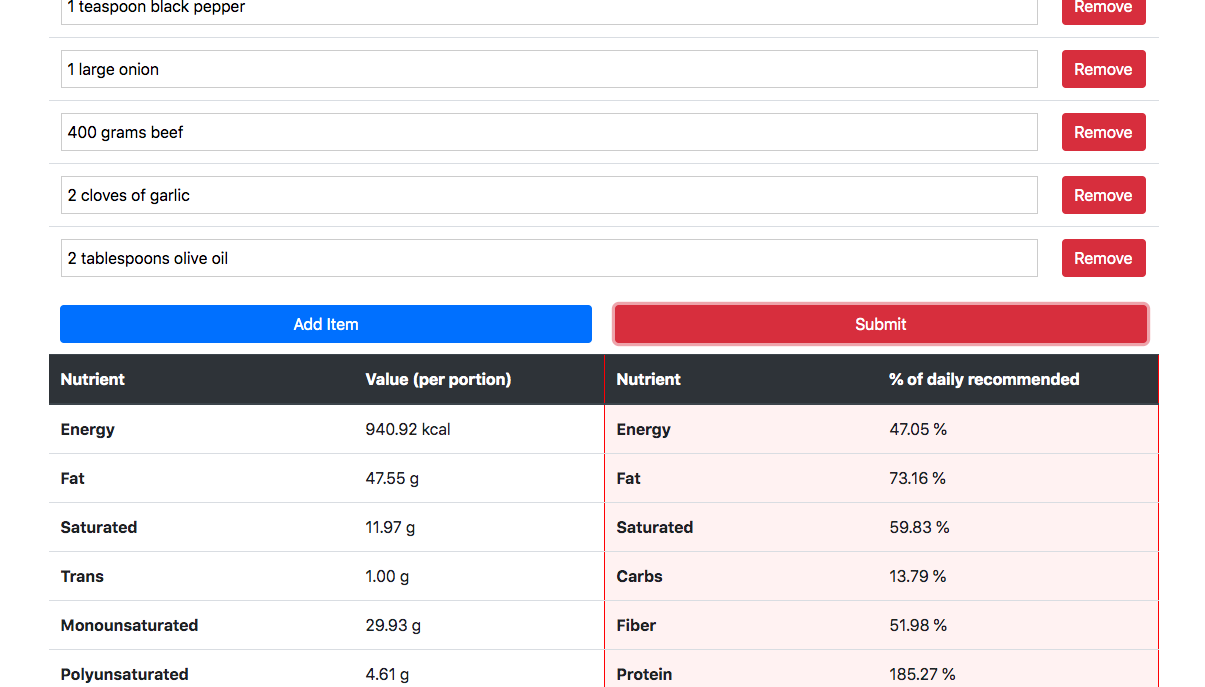 1 teaspoon black pepper Remove
1 large onion Remove
400 grams beef Remove
2 cloves of garlic Remove
2 tablespoons olive oil Remove
Add Item Submit
Nutrient Value (per portion) Nutrient % of daily recommended
Energy 940.92 kcal Energy 47.05 %
Fat 47.55 g Fat 73.16 %
Saturated 11.97 g Saturated 59.83 %
Trans 1.00 g Carbs 13.79 %
Monounsaturated 29.93 g Fiber 51.98 %
Polyunsaturated 4.61 g Protein 185.27 %